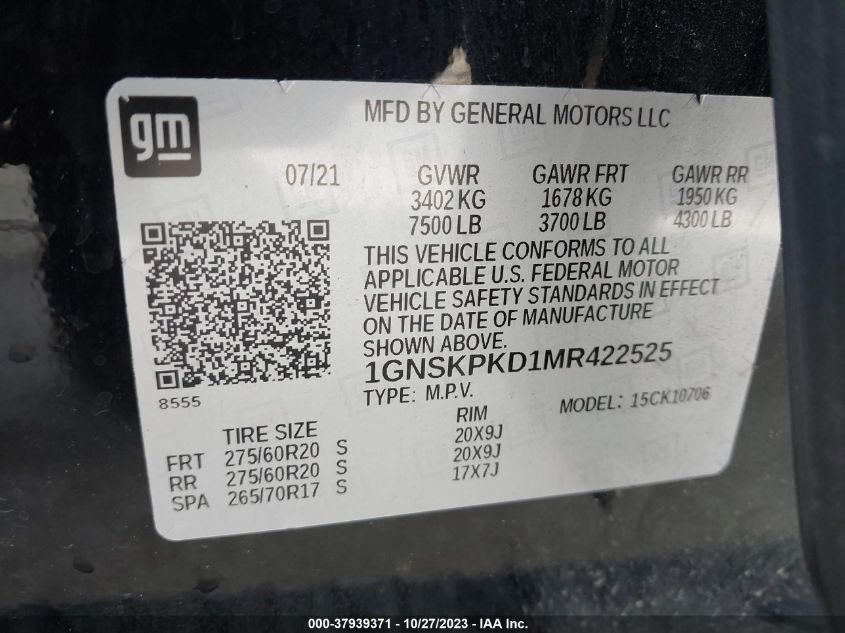 gm
MFD BY GENERAL MOTORS LLC
07/21 GVWR GAWR FRT GAWR RR
3402 KG 1678 KG 1950 KG
7500 LB 3700 LB 4300 LB
THIS VEHICLE CONFORMS TO ALL
APPLICABLE U.S. FEDERAL MOTOR
VEHICLE SAFETY STANDARDS IN EFFECT
ON THE DATE OF MANUFACTURE
SHOWN ABOVE.
1GNSKPKD1MR422525
8555
TYPE: M.P.V. MODEL: 15CK10706
TIRE SIZE RIM
FRT 275/60R20 S 20X9J
RR 275/60R20 S 20X9J
SPA 265/70R17 S 17X7J
000-37939371 - 10/27/2023 - IAA Inc.